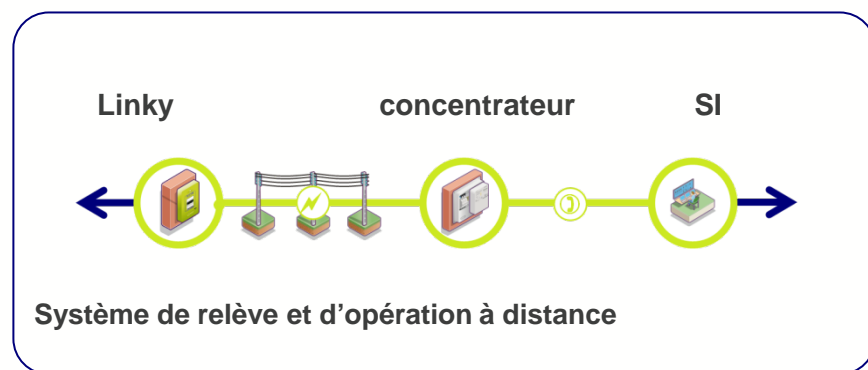 Linky concentrateur SI
Système de relève et d'opération à distance